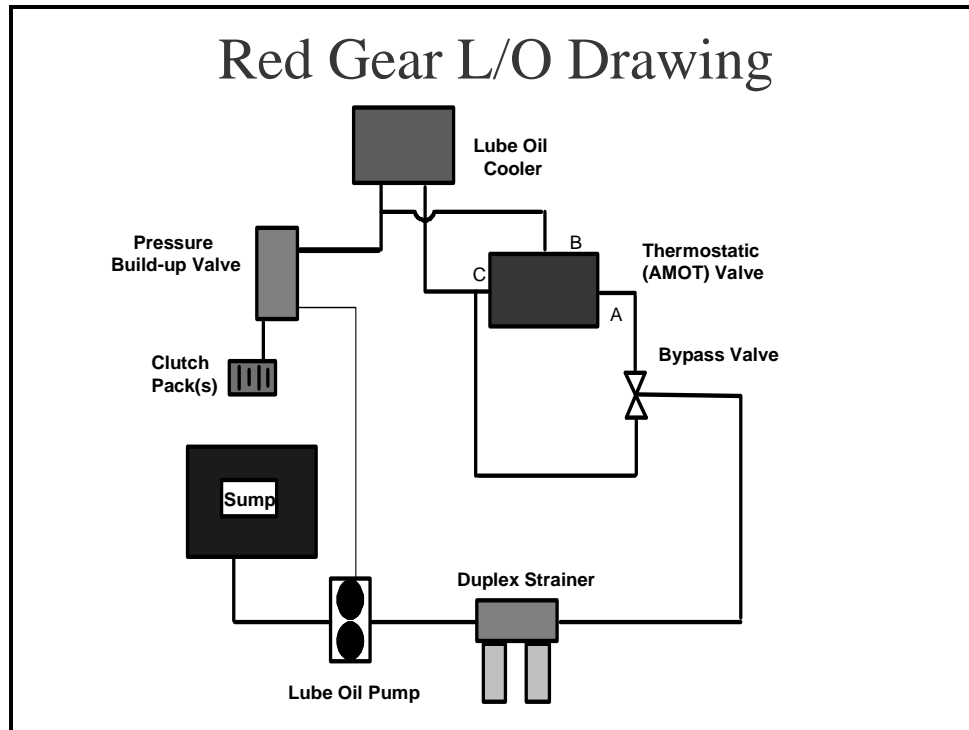 Red Gear L/O Drawing
Lube Oil
Cooler
Pressure
Build-up Valve
B
Thermostatic
(AMOT) Valve
C
A
Clutch
Pack(s)
Bypass Valve
Sump
Duplex Strainer
Lube Oil Pump